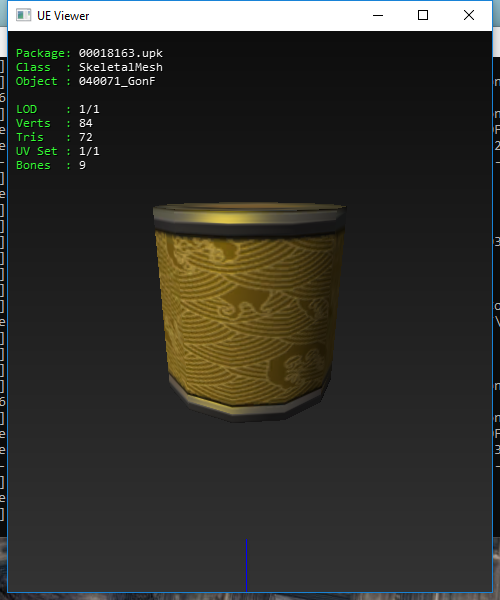 UE Viewer
Package: 00018163.upk
Class : SkeletalMesh
Object : 040071_GonF
LOD : 1/1
Verts : 84
Tris : 72
UV Set : 1/1
Bones : 9